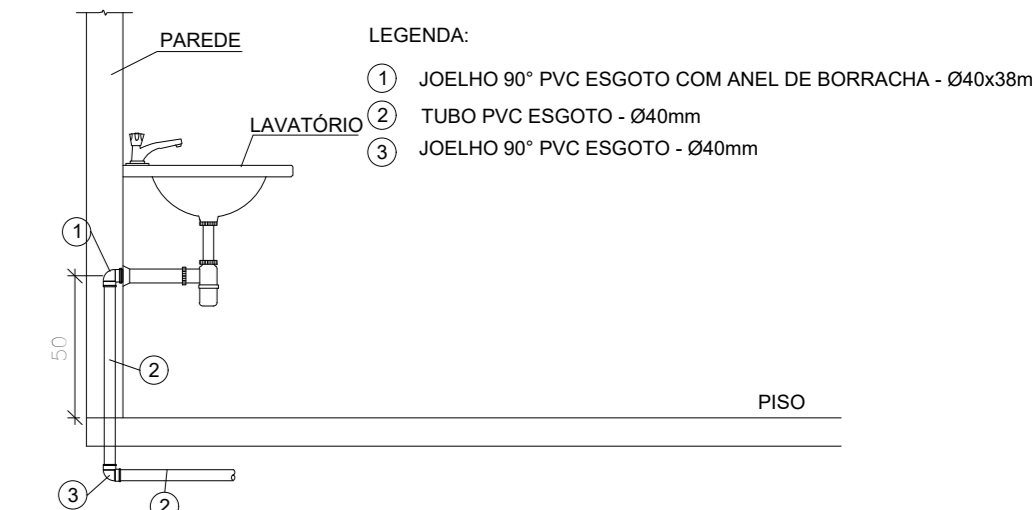 PAREDE
LEGENDA:
1 JOELHO 90° PVC ESGOTO COM ANEL DE BORRACHA - Ø40x38m
LAVATÓRIO
2 TUBO PVC ESGOTO - Ø40mm
3 JOELHO 90° PVC ESGOTO - Ø40mm
1
50
2
PISO
3
2